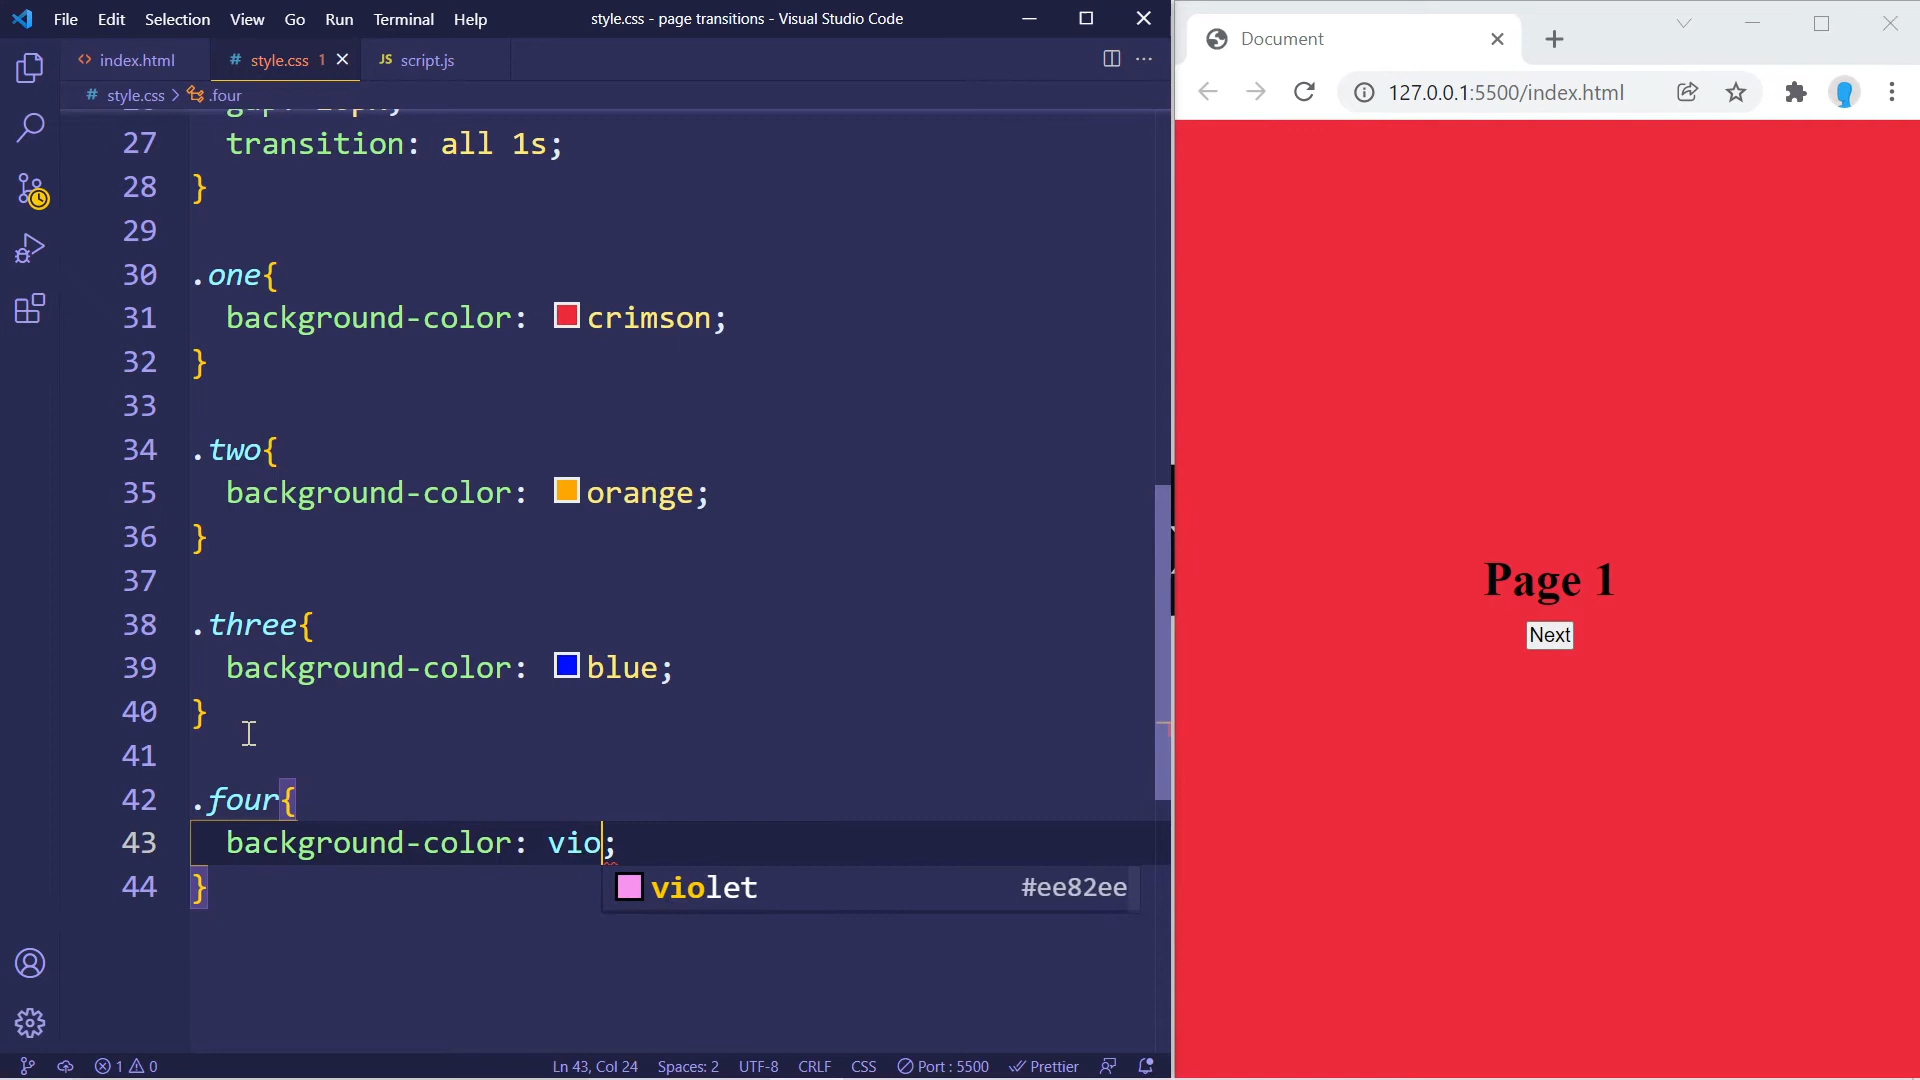 File Edit Selection View Go Run Terminal Help
style.css - page transitions - Visual Studio Code
index.html
style.css 1
JS script.js
# style.css > .four
27 transition: all 1s;
28 }
29
30 .one{
31 background-color: crimson;
32 }
33
34 .two{
35 background-color: orange;
36 }
37
38 .three{
39 background-color: blue;
40 }
41
42 .four{
43 background-color: vio;
violet #ee82ee
44 }
1 0
Ln 43, Col 24 Spaces: 2 UTF-8 CRLF CSS Port : 5500 Prettier
Document
127.0.0.1:5500/index.html
Page 1
Next